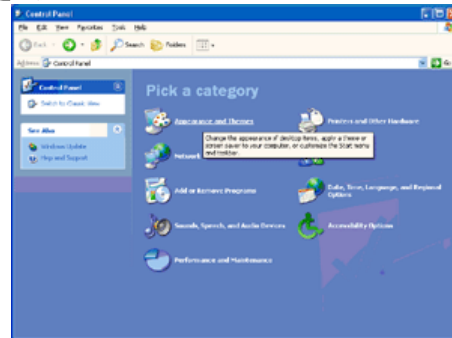 Control Panel
File Edit View Favorites Tools Help
Back Search Folders
Address Control Panel Go
Control Panel
Switch to Classic View
See Also
Windows Update
Help and Support
Pick a category
Appearance and Themes
Printers and Other Hardware
Change the appearance of desktop items, apply a theme or
screen saver to your computer, or customize the Start menu
and taskbar.
Network
Add or Remove Programs
Date, Time, Language, and Regional
Options
Sounds, Speech, and Audio Devices
Accessibility Options
Performance and Maintenance